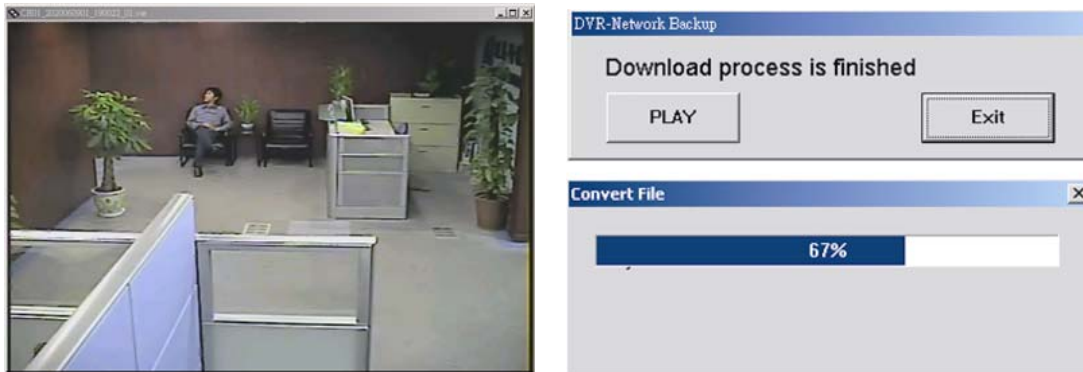 DVR-Network Backup
Download process is finished
PLAY
Exit
Convert File
67%